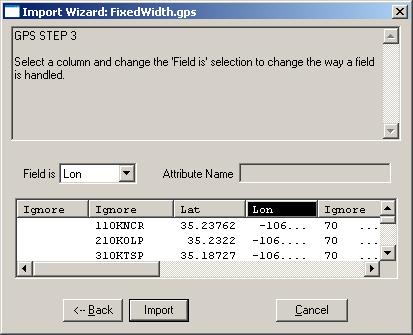 Import Wizard: FixedWidth.gps
GPS STEP 3
Select a column and change the 'Field is' selection to change the way a field
is handled.
Field is Lon Attribute Name
Ignore Ignore Lat Lon Ignore
110KNCR 35.23762 -106.... 70 ...
210KOLP 35.2322 -106.... 70 ...
310KTSP 35.18727 -106.... 70 ...
<-- Back Import Cancel